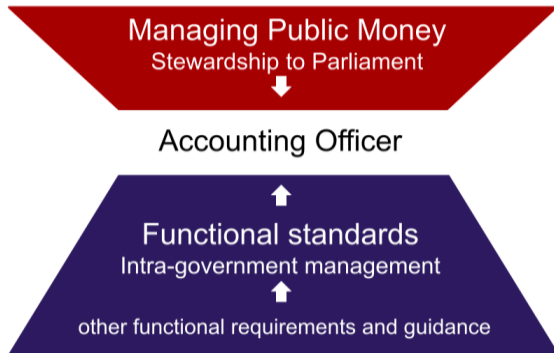 Managing Public Money
Stewardship to Parliament
Accounting Officer
Functional standards
Intra-government management
other functional requirements and guidance